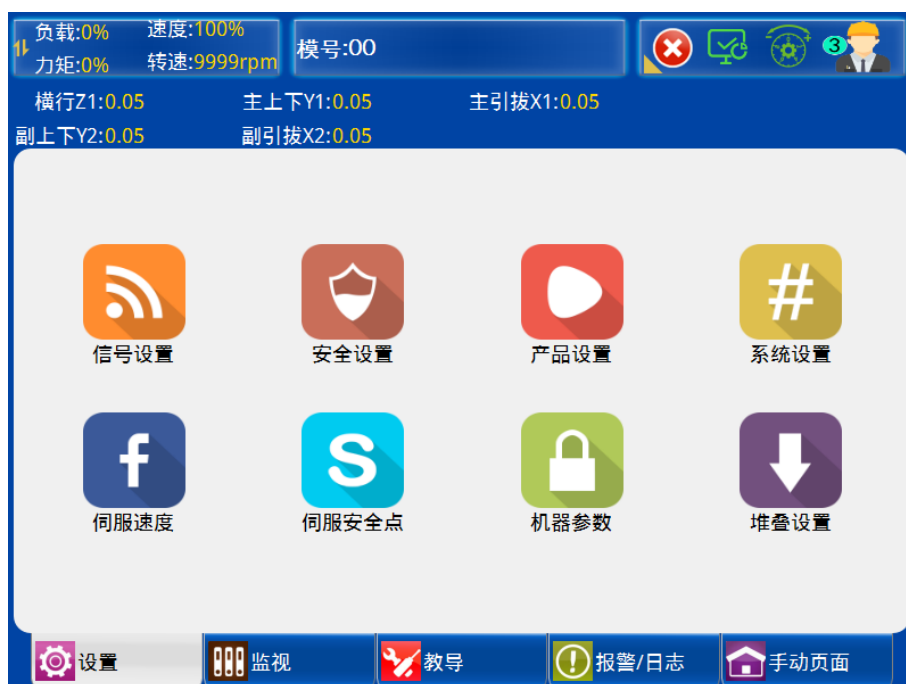 负载:0% 速度:100%
力矩:0% 转速:9999rpm
模号:00
3
横行Z1:0.05 主上下Y1:0.05 主引拔X1:0.05
副上下Y2:0.05 副引拔X2:0.05
信号设置 安全设置 产品设置 系统设置
伺服速度 伺服安全点 机器参数 堆叠设置
设置 监视 教导 报警/日志 手动页面